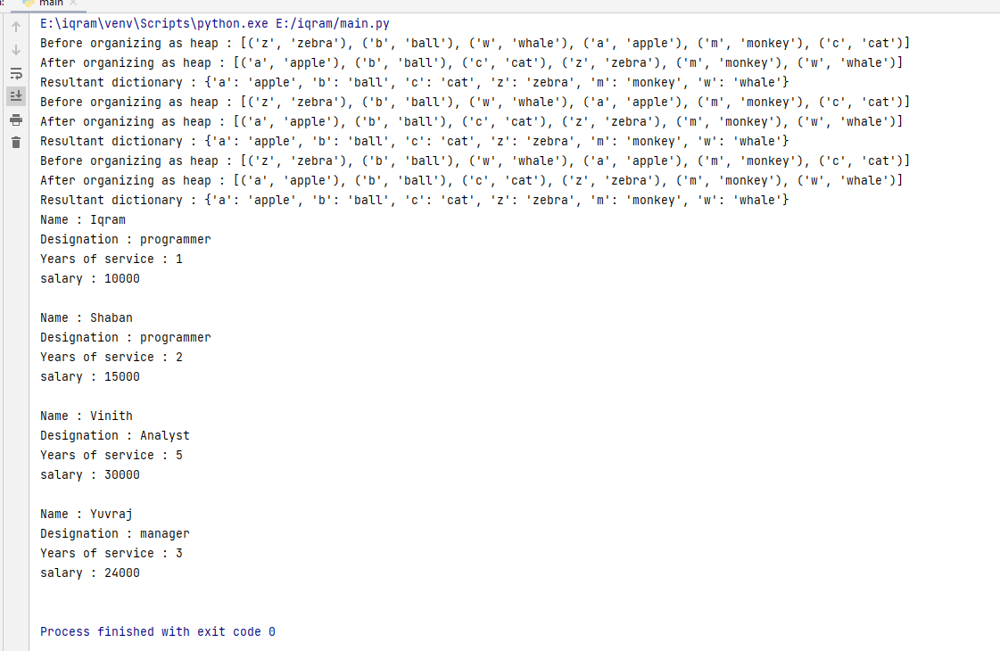 main
E:\iqram\venv\Scripts\python.exe E:/iqram/main.py
Before organizing as heap : [('z', 'zebra'), ('b', 'ball'), ('w', 'whale'), ('a', 'apple'), ('m', 'monkey'), ('c', 'cat')]
After organizing as heap : [('a', 'apple'), ('b', 'ball'), ('c', 'cat'), ('z', 'zebra'), ('m', 'monkey'), ('w', 'whale')]
Resultant dictionary : {'a': 'apple', 'b': 'ball', 'c': 'cat', 'z': 'zebra', 'm': 'monkey', 'w': 'whale'}
Before organizing as heap : [('z', 'zebra'), ('b', 'ball'), ('w', 'whale'), ('a', 'apple'), ('m', 'monkey'), ('c', 'cat')]
After organizing as heap : [('a', 'apple'), ('b', 'ball'), ('c', 'cat'), ('z', 'zebra'), ('m', 'monkey'), ('w', 'whale')]
Resultant dictionary : {'a': 'apple', 'b': 'ball', 'c': 'cat', 'z': 'zebra', 'm': 'monkey', 'w': 'whale'}
Before organizing as heap : [('z', 'zebra'), ('b', 'ball'), ('w', 'whale'), ('a', 'apple'), ('m', 'monkey'), ('c', 'cat')]
After organizing as heap : [('a', 'apple'), ('b', 'ball'), ('c', 'cat'), ('z', 'zebra'), ('m', 'monkey'), ('w', 'whale')]
Resultant dictionary : {'a': 'apple', 'b': 'ball', 'c': 'cat', 'z': 'zebra', 'm': 'monkey', 'w': 'whale'}
Name : Iqram
Designation : programmer
Years of service : 1
salary : 10000
Name : Shaban
Designation : programmer
Years of service : 2
salary : 15000
Name : Vinith
Designation : Analyst
Years of service : 5
salary : 30000
Name : Yuvraj
Designation : manager
Years of service : 3
salary : 24000
Process finished with exit code 0